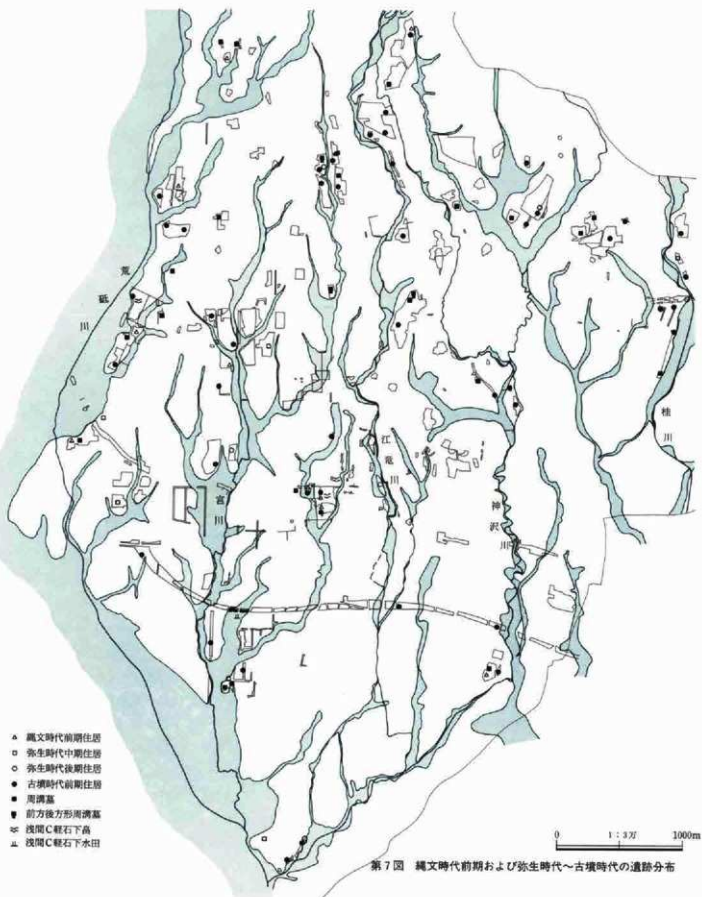 荒砥川
宮川
江竜川
神沢川
桂川
縄文時代前期住居
弥生時代中期住居
弥生時代後期住居
古墳時代前期住居
周溝墓
前方後方形周溝墓
浅間C軽石下畠
浅間C軽石下水田
0 1:3万 1000m
第7図 縄文時代前期および弥生時代〜古墳時代の遺跡分布